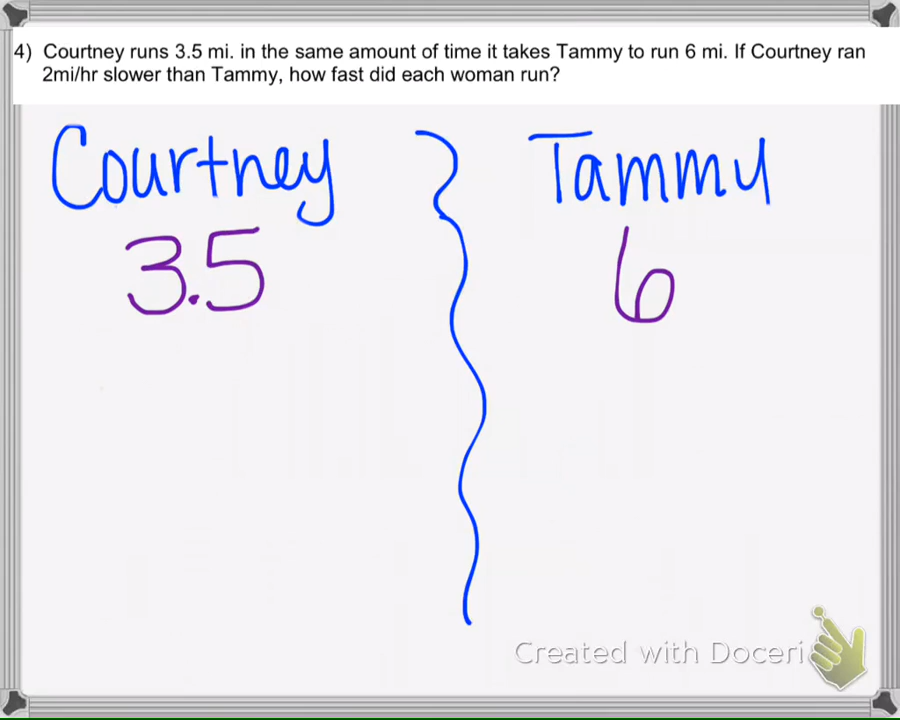 4) Courtney runs 3.5 mi. in the same amount of time it takes Tammy to run 6 mi. If Courtney ran
2mi/hr slower than Tammy, how fast did each woman run?
Courtney Tammy
3.5 6
Created with Doceri